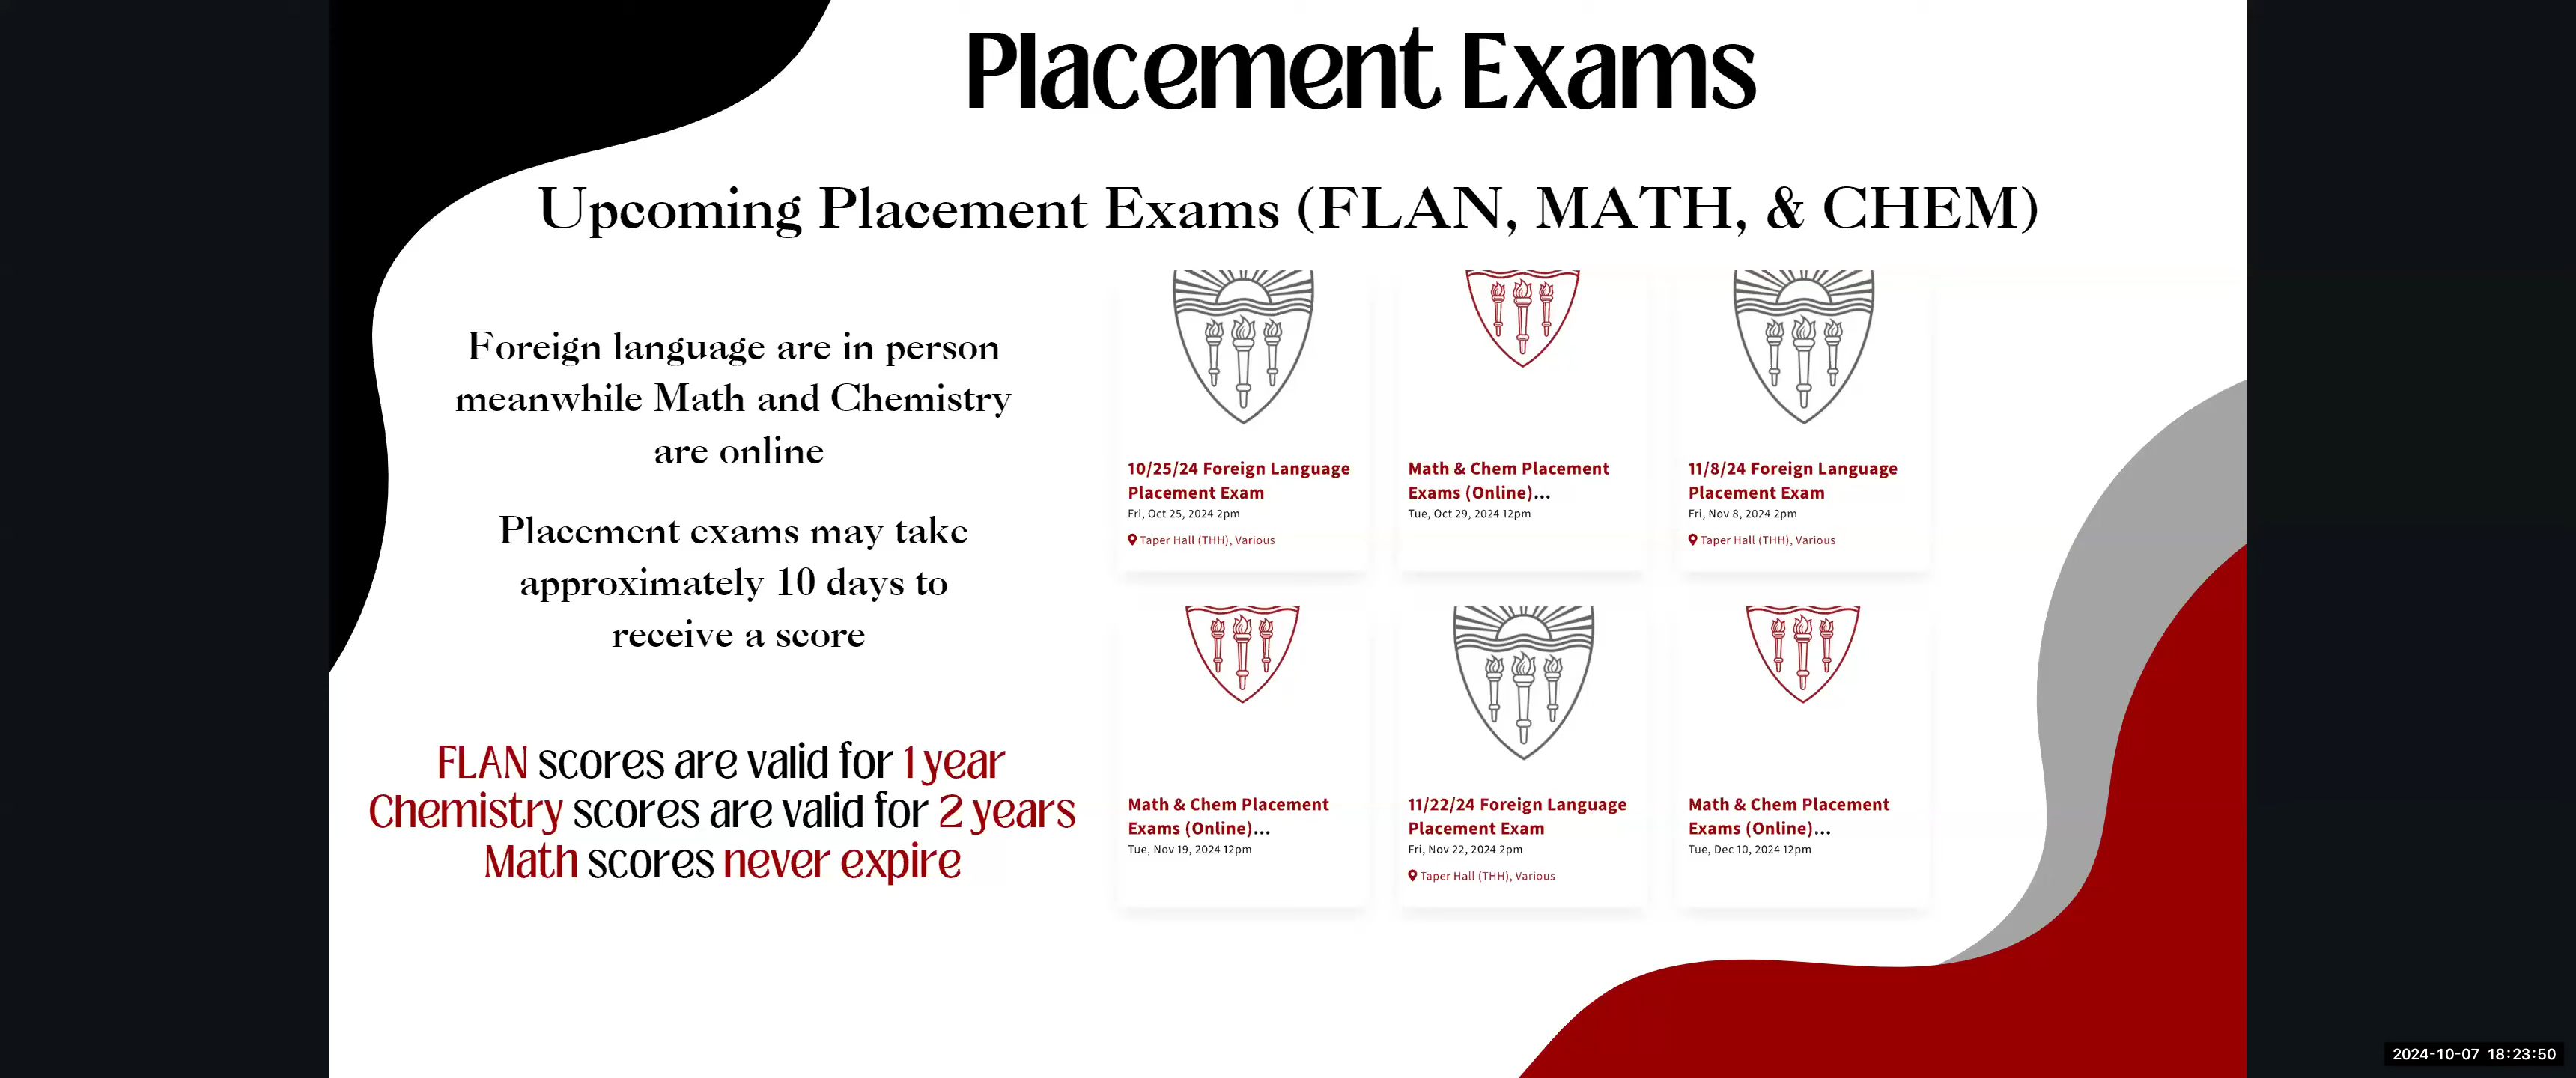 Placement Exams
Upcoming Placement Exams (FLAN, MATH, & CHEM)
Foreign language are in person
meanwhile Math and Chemistry
are online
Placement exams may take
approximately 10 days to
receive a score
FLAN scores are valid for 1 year
Chemistry scores are valid for 2 years
Math scores never expire
10/25/24 Foreign Language
Placement Exam
Fri, Oct 25, 2024 2pm
Taper Hall (THH), Various
Math & Chem Placement
Exams (Online)...
Tue, Oct 29, 2024 12pm
11/8/24 Foreign Language
Placement Exam
Fri, Nov 8, 2024 2pm
Taper Hall (THH), Various
Math & Chem Placement
Exams (Online)...
Tue, Nov 19, 2024 12pm
11/22/24 Foreign Language
Placement Exam
Fri, Nov 22, 2024 2pm
Taper Hall (THH), Various
Math & Chem Placement
Exams (Online)...
Tue, Dec 10, 2024 12pm
2024-10-07 18:23:50